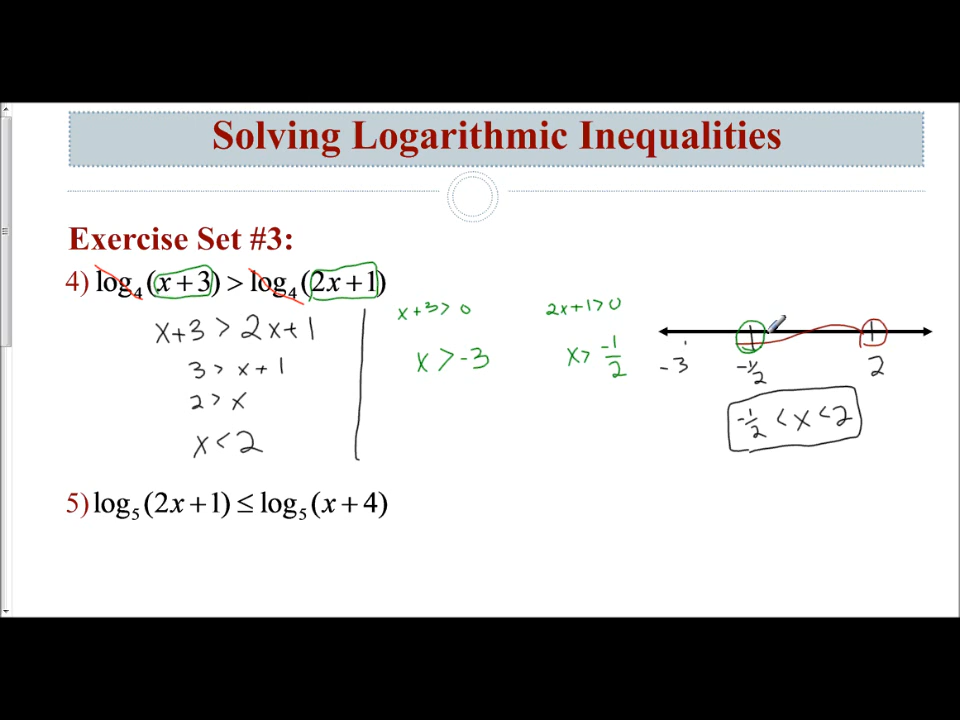 Solving Logarithmic Inequalities
Exercise Set #3:
4) log₄(x + 3) > log₄(2x + 1)
x+3 > 2x+1
3 > x + 1
2 > x
x < 2
x+3 > 0
x > -3
2x+1 > 0
x > -1/2
-3 -1/2 2
-1/2 < x < 2
5) log₅(2x + 1) ≤ log₅(x + 4)